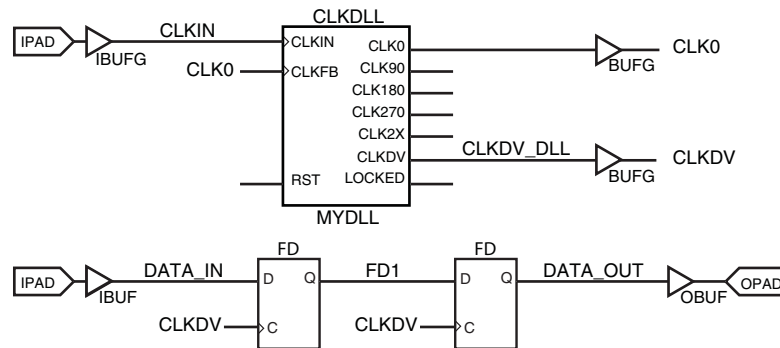 CLKDLL
IPAD CLKIN CLKIN CLK0 CLK0
IBUFG BUFG
CLK0 CLKFB CLK90
CLK180
CLK270
CLK2X
CLKDV CLKDV_DLL CLKDV
RST LOCKED BUFG
MYDLL
FD FD
IPAD DATA_IN D Q FD1 D Q DATA_OUT OPAD
IBUF OBUF
CLKDV C CLKDV C